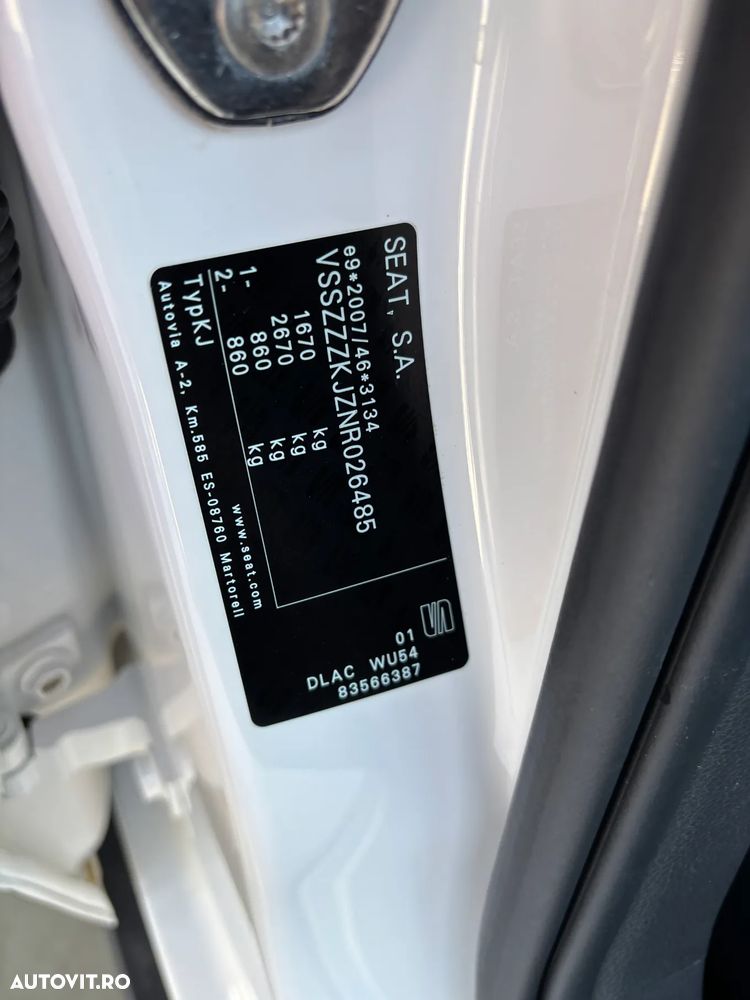 SEAT, S.A.
e9*2007/46*3134
VSSZZZKJZNR026485
1670 kg
2670 kg
1- 860 kg
2- 860 kg
TypKJ www.seat.com
Autovia A-2, Km.585 ES-08760 Martorell
01
DLAC WU54
83566387
AUTOVIT.RO